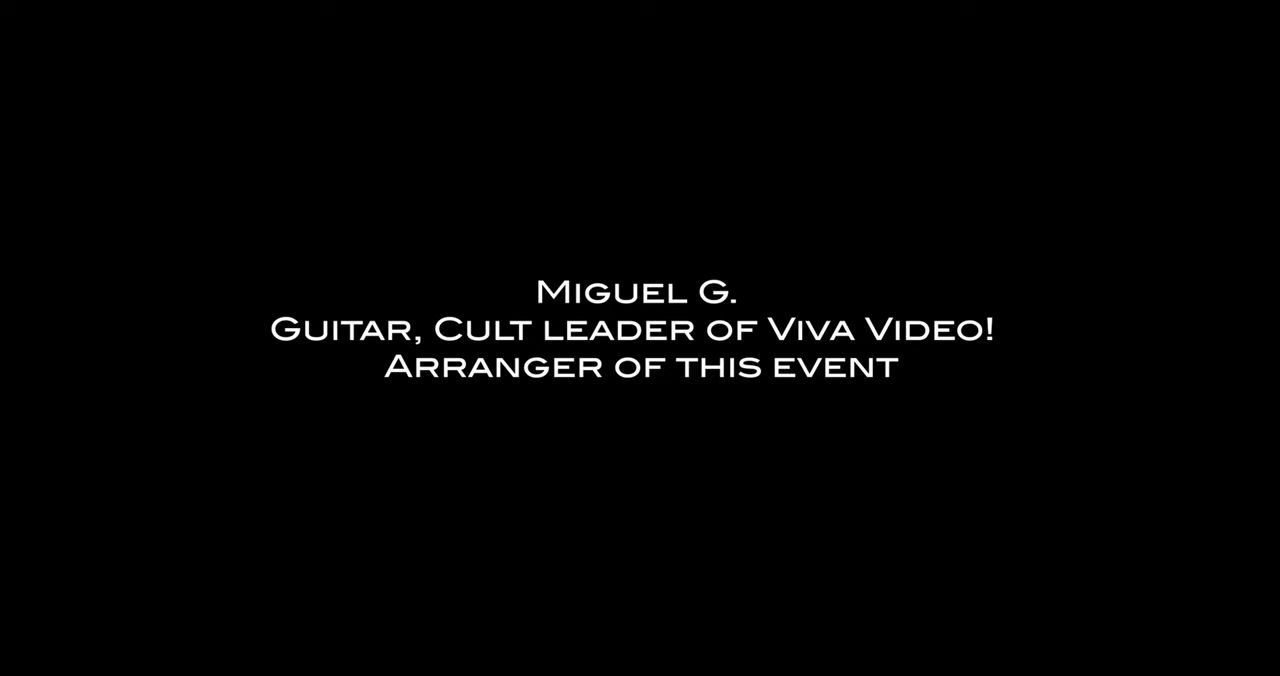 Miguel G.
Guitar, Cult leader of Viva Video!
Arranger of this event